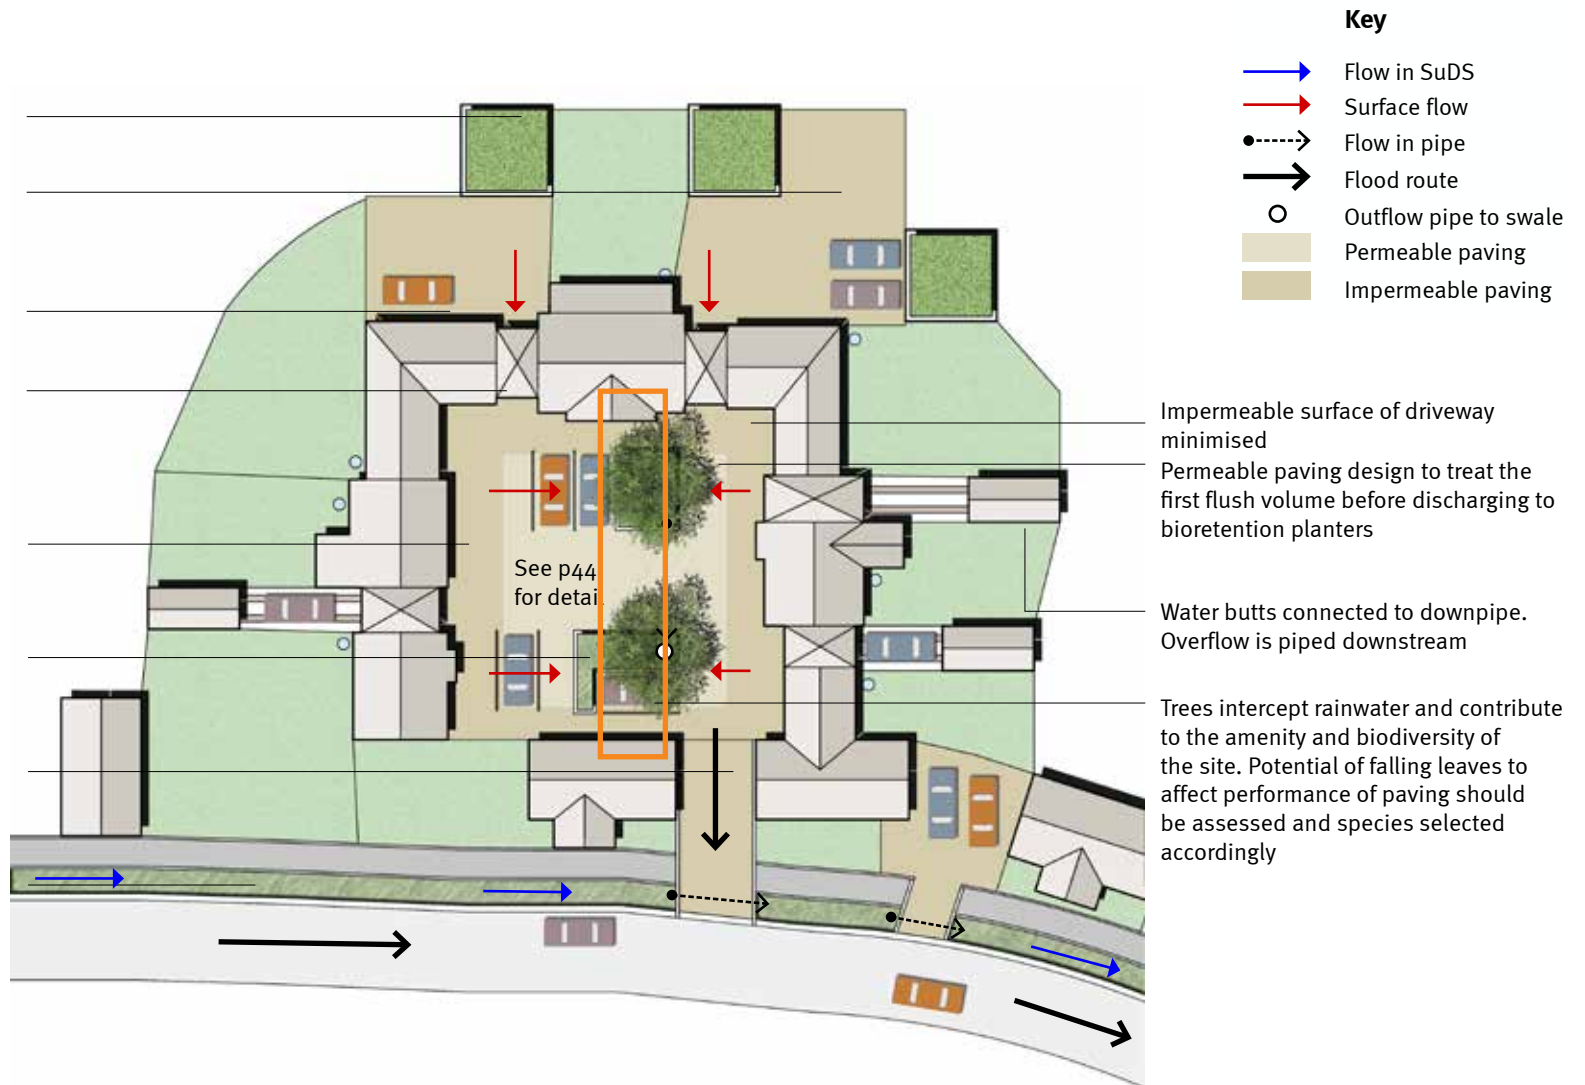 Key
Flow in SuDS
Surface flow
Flow in pipe
Flood route
Outflow pipe to swale
Permeable paving
Impermeable paving
Impermeable surface of driveway
minimised
Permeable paving design to treat the
first flush volume before discharging to
bioretention planters
See p44
for detail
Water butts connected to downpipe.
Overflow is piped downstream
Trees intercept rainwater and contribute
to the amenity and biodiversity of
the site. Potential of falling leaves to
affect performance of paving should
be assessed and species selected
accordingly